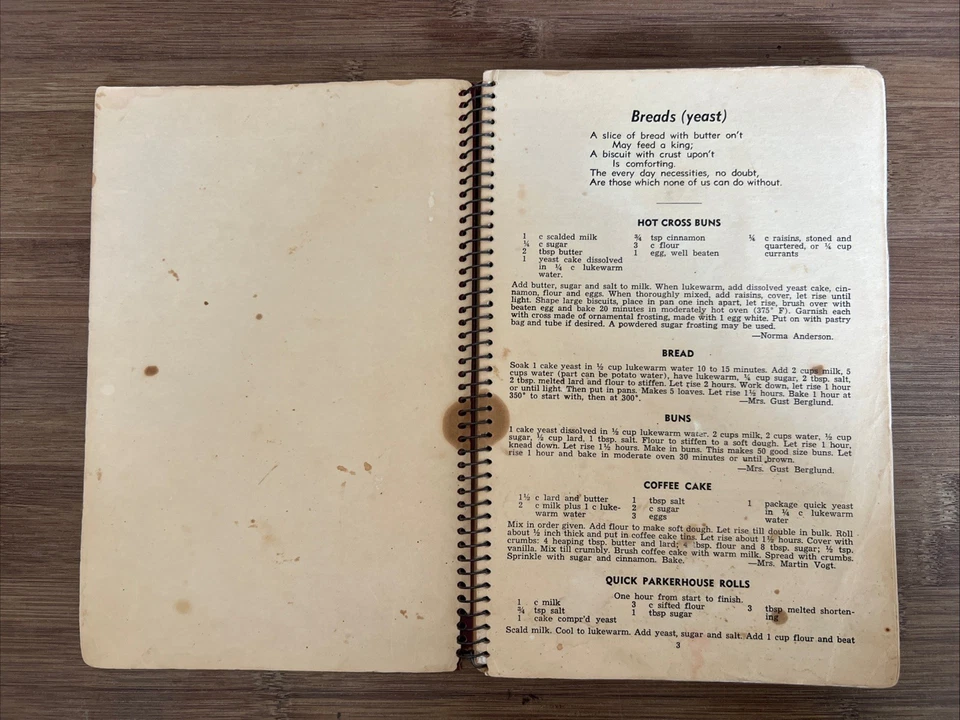 Breads (yeast)
A slice of bread with butter on't
May feed a king;
A biscuit with crust upon't
Is comforting.
The every day necessities, no doubt,
Are those which none of us can do without.
HOT CROSS BUNS
1 c scalded milk
¼ c sugar
2 tbsp butter
1 yeast cake dissolved
in ¼ c lukewarm
water.
¾ tsp cinnamon
3 c flour
1 egg, well beaten
¼ c raisins, stoned and
quartered, or ¼ cup
currants
Add butter, sugar and salt to milk. When lukewarm, add dissolved yeast cake, cin-
namon, flour and eggs. When thoroughly mixed, add raisins, cover, let rise until
light. Shape large biscuits, place in pan one inch apart, let rise, brush over with
beaten egg and bake 20 minutes in moderately hot oven (375° F). Garnish each
with cross made of ornamental frosting, made with 1 egg white. Put on with pastry
bag and tube if desired. A powdered sugar frosting may be used.
—Norma Anderson.
BREAD
Soak 1 cake yeast in ½ cup lukewarm water 10 to 15 minutes. Add 2 cups milk, 5
cups water (part can be potato water), have lukewarm, ¼ cup sugar, 2 tbsp. salt,
2 tbsp. melted lard and flour to stiffen. Let rise 2 hours. Work down, let rise 1 hour
or until light. Then put in pans. Makes 5 loaves. Let rise 1½ hours. Bake 1 hour at
350° to start with, then at 300°.
—Mrs. Gust Berglund.
BUNS
1 cake yeast dissolved in ½ cup lukewarm water. 2 cups milk, 2 cups water, ½ cup
sugar, ½ cup lard, 1 tbsp. salt. Flour to stiffen to a soft dough. Let rise 1 hour,
knead down. Let rise 1½ hours. Make in buns. This makes 50 good size buns. Let
rise 1 hour and bake in moderate oven 30 minutes or until brown.
—Mrs. Gust Berglund.
COFFEE CAKE
1½ c lard and butter
2 c milk plus 1 c luke-
warm water
1 tbsp salt
2 c sugar
3 eggs
1 package quick yeast
in ¼ c lukewarm
water
Mix in order given. Add flour to make soft dough. Let rise till double in bulk. Roll
about ½ inch thick and put in coffee cake tins. Let rise about 1½ hours. Cover with
crumbs: 4 heaping tbsp. butter and lard; tbsp. flour and 8 tbsp. sugar; ½ tsp.
vanilla. Mix till crumbly. Brush coffee cake with warm milk. Spread with crumbs.
Sprinkle with sugar and cinnamon. Bake.
—Mrs. Martin Vogt.
QUICK PARKERHOUSE ROLLS
One hour from start to finish.
1 c milk
¾ tsp salt
1 cake compr'd yeast
3 c sifted flour
1 tbsp sugar
3 tbsp melted shorten-
ing
Scald milk. Cool to lukewarm. Add yeast, sugar and salt. Add 1 cup flour and beat
3